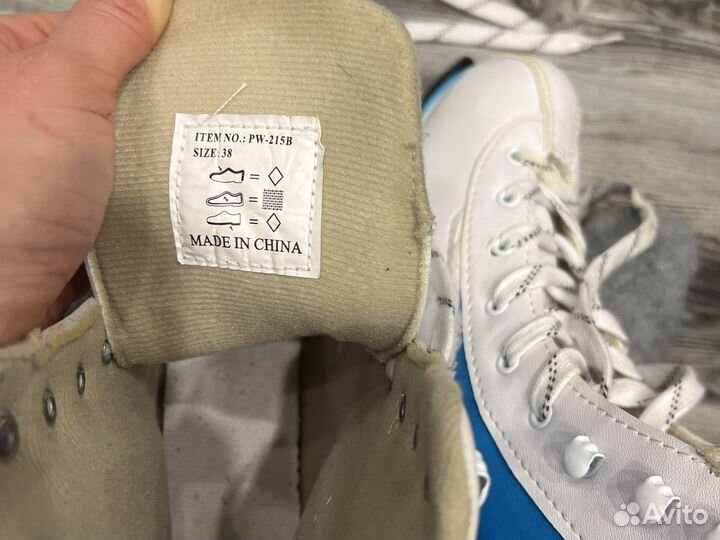 ITEM NO.: PW-215B
SIZE: 38
=
=
=
MADE IN CHINA
Avito